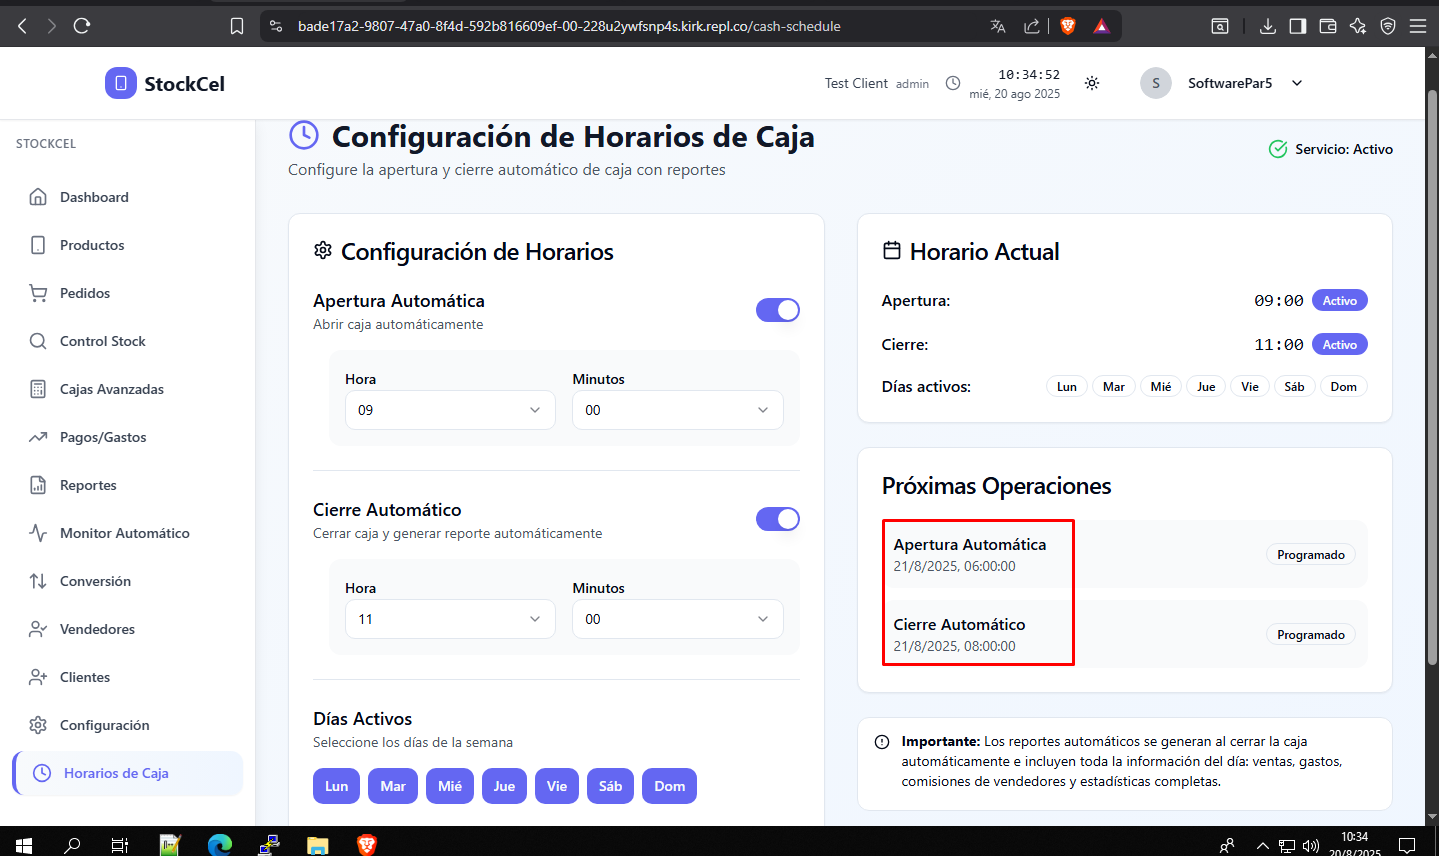 bade17a2-9807-47a0-8f4d-592b816609ef-00-228u2ywfsnp4s.kirk.repl.co/cash-schedule
StockCel
Test Client admin
10:34:52
mié, 20 ago 2025
S
SoftwarePar5
STOCKCEL
Dashboard
Productos
Pedidos
Control Stock
Cajas Avanzadas
Pagos/Gastos
Reportes
Monitor Automático
Conversión
Vendedores
Clientes
Configuración
Horarios de Caja
Configuración de Horarios de Caja
Configure la apertura y cierre automático de caja con reportes
Servicio: Activo
Configuración de Horarios
Apertura Automática
Abrir caja automáticamente
Hora
Minutos
09
00
Cierre Automático
Cerrar caja y generar reporte automáticamente
Hora
Minutos
11
00
Días Activos
Seleccione los días de la semana
Lun
Mar
Mié
Jue
Vie
Sáb
Dom
Horario Actual
Apertura:
09:00
Activo
Cierre:
11:00
Activo
Días activos:
Lun
Mar
Mié
Jue
Vie
Sáb
Dom
Próximas Operaciones
Apertura Automática
21/8/2025, 06:00:00
Programado
Cierre Automático
21/8/2025, 08:00:00
Programado
Importante: Los reportes automáticos se generan al cerrar la caja
automáticamente e incluyen toda la información del día: ventas, gastos,
comisiones de vendedores y estadísticas completas.
10:34
20/8/2025